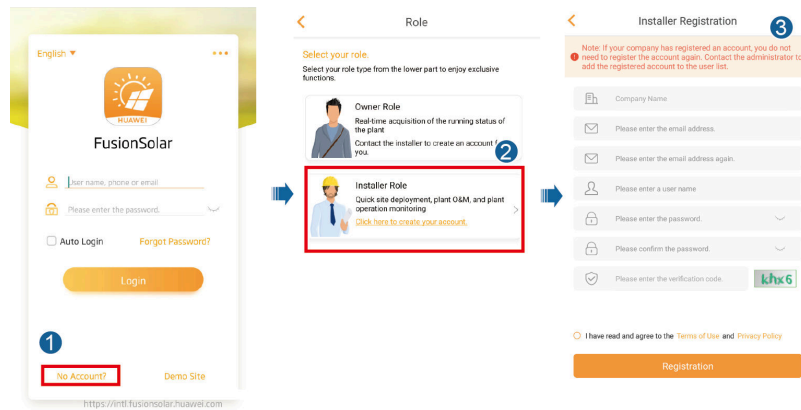 English ▼
HUAWEI
FusionSolar
User name, phone or email
Please enter the password.
Auto Login
Forgot Password?
Login
1
No Account?
Demo Site
https://intl.fusionsolar.huawei.com
Role
Select your role.
Select your role type from the lower part to enjoy exclusive
functions.
Owner Role
Real-time acquisition of the running status of
the plant
Contact the installer to create an account
you.
2
Installer Role
Quick site deployment, plant O&M, and plant
operation monitoring
Click here to create your account.
Installer Registration
3
Note: If your company has registered an account, you do not
need to register the account again. Contact the administrator to
add the registered account to the user list.
Company Name
Please enter the email address.
Please enter the email address again.
Please enter a user name
Please enter the password.
Please confirm the password.
Please enter the verification code.
khx6
I have read and agree to the Terms of Use and Privacy Policy
Registration